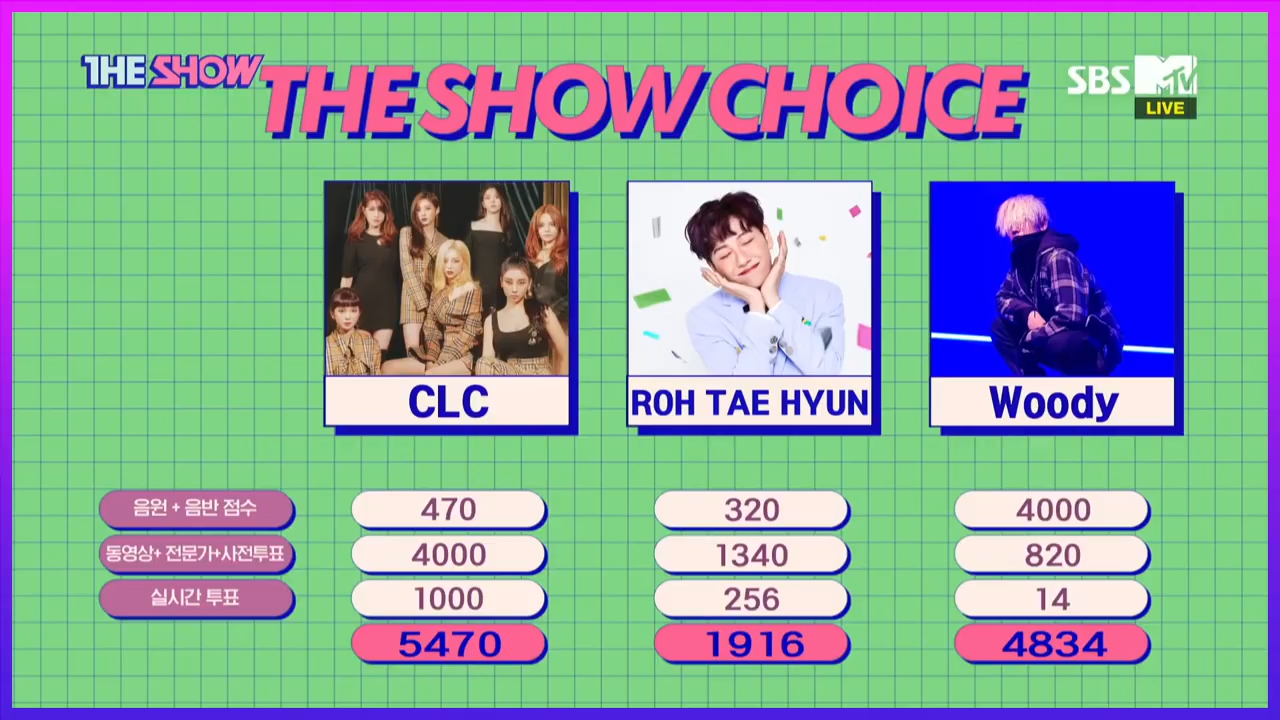 THE SHOW
THE SHOW CHOICE
SBS MTV
LIVE
CLC
ROH TAE HYUN
Woody
음원 + 음반 점수 470 320 4000
동영상+ 전문가+사전투표 4000 1340 820
실시간 투표 1000 256 14
5470 1916 4834